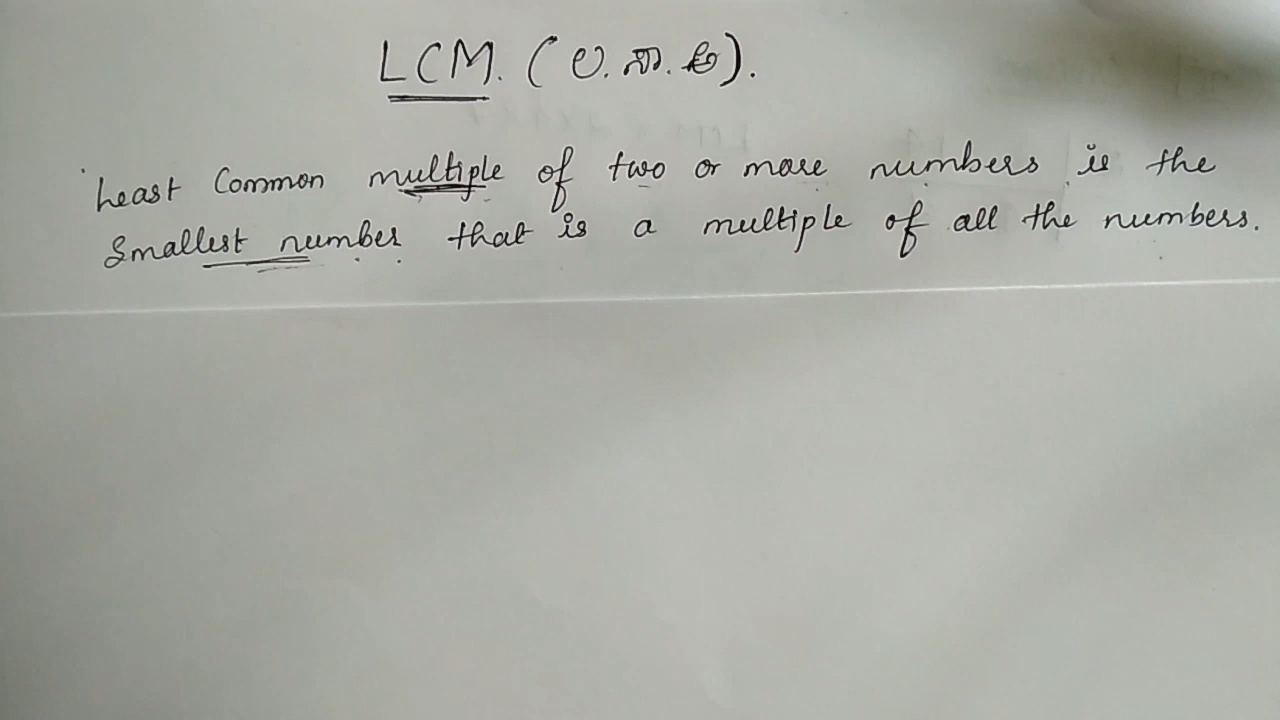 LCM. (ಲ.ಸಾ.ಅ).
Least Common multiple of two or more numbers is the
Smallest number that is a multiple of all the numbers.